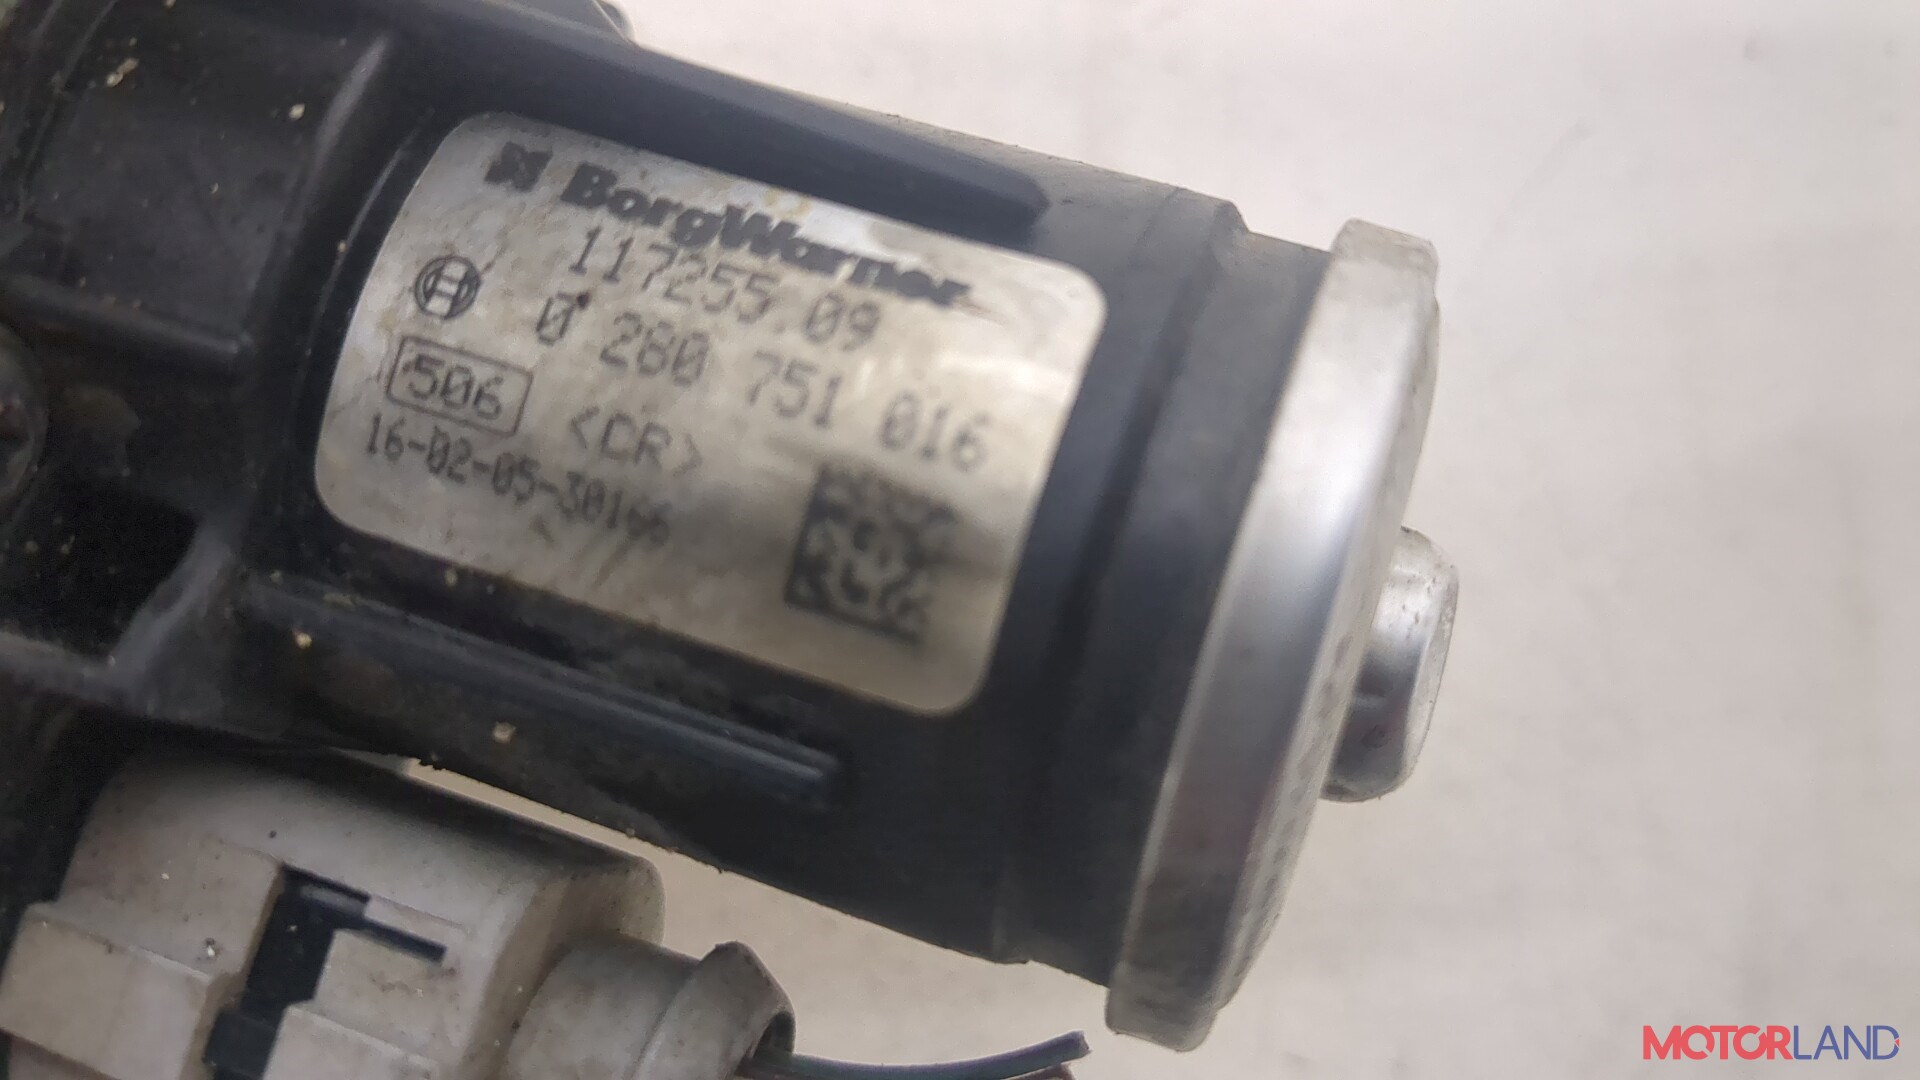 BorgWarner
117255.09
0 280 751 016
506 <CR>
16-02-05-30166
MOTORLAND